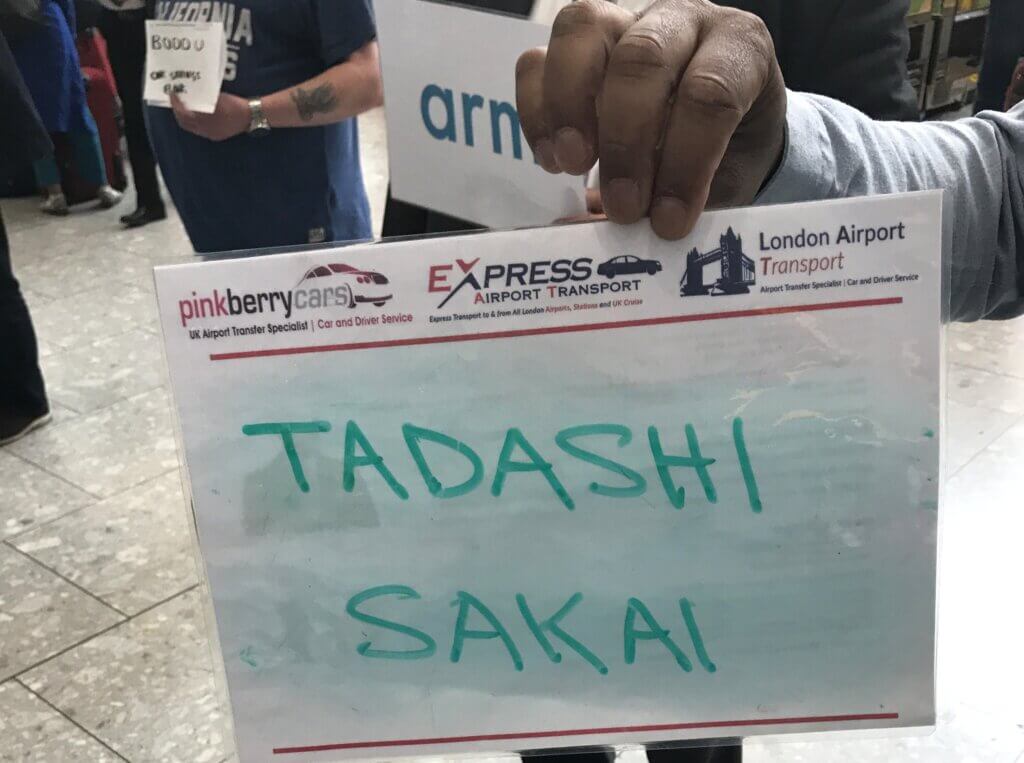 BOOO U
CALIFORNIA
arm
pinkberrycars
UK Airport Transfer Specialist | Car and Driver Service
EXPRESS
AIRPORT TRANSPORT
Express Transport to & from All London Airports, Stations and UK Cruise
London Airport
Transport
Airport Transfer Specialist | Car and Driver Service
TADASHI
SAKAI